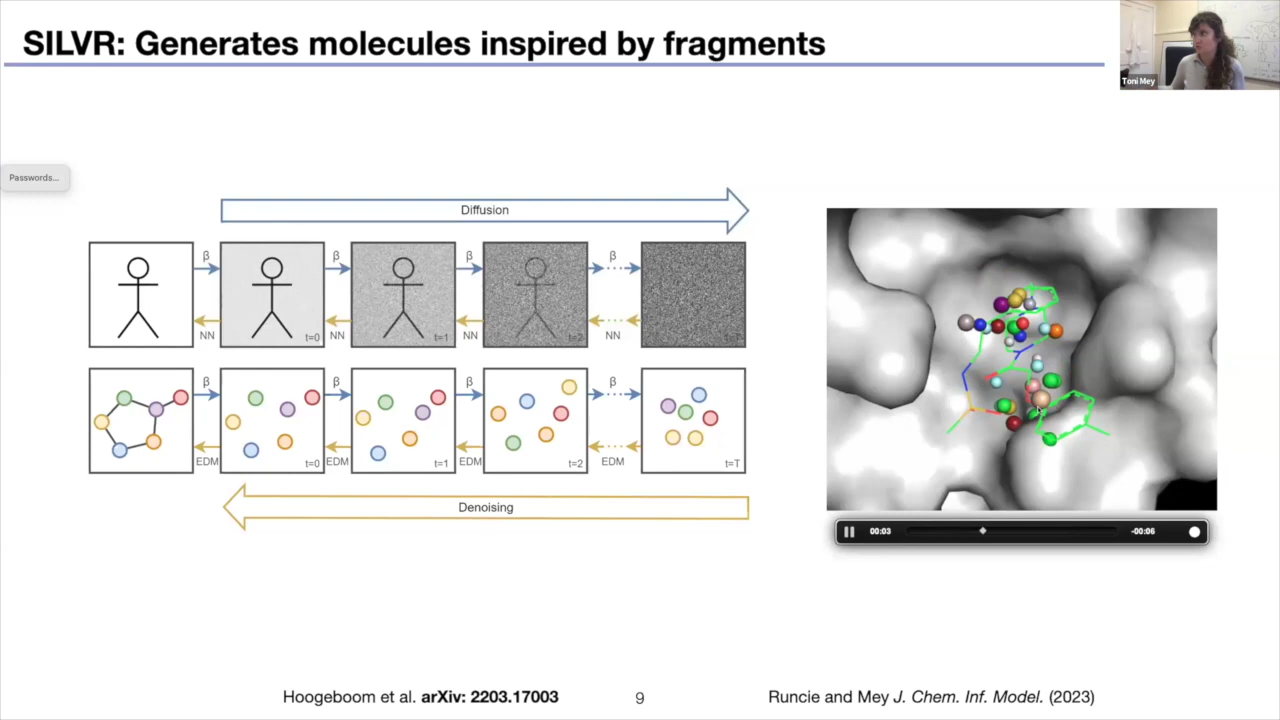 SILVR: Generates molecules inspired by fragments
Toni Mey
Passwords...
Diffusion
β β β β
NN NN NN NN
t=0 t=1 t=2
β β β β
EDM EDM EDM EDM
t=0 t=1 t=2 t=T
Denoising
00:03 -00:06
Hoogeboom et al. arXiv: 2203.17003
9
Runcie and Mey J. Chem. Inf. Model. (2023)